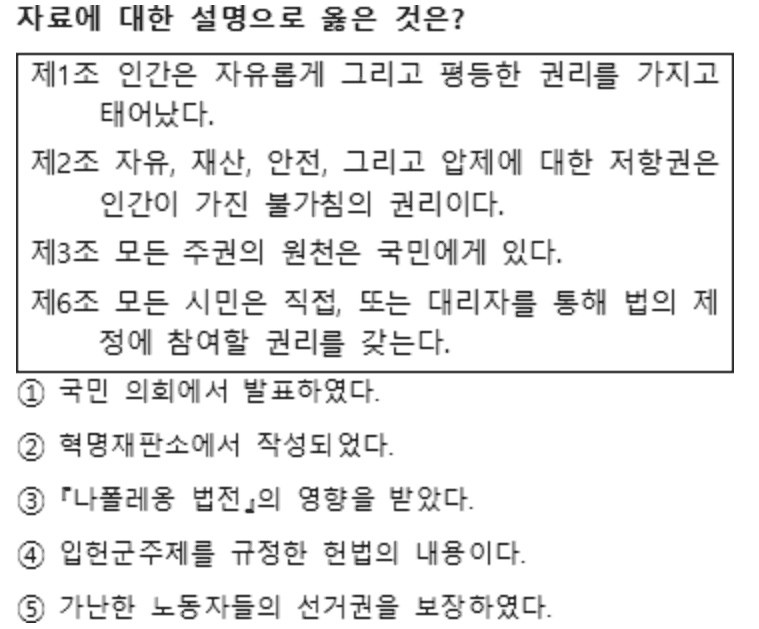 자료에 대한 설명으로 옳은 것은?
제1조 인간은 자유롭게 그리고 평등한 권리를 가지고
태어났다.
제2조 자유, 재산, 안전, 그리고 압제에 대한 저항권은
인간이 가진 불가침의 권리이다.
제3조 모든 주권의 원천은 국민에게 있다.
제6조 모든 시민은 직접, 또는 대리자를 통해 법의 제
정에 참여할 권리를 갖는다.
① 국민 의회에서 발표하였다.
② 혁명재판소에서 작성되었다.
③ 『나폴레옹 법전』의 영향을 받았다.
④ 입헌군주제를 규정한 헌법의 내용이다.
⑤ 가난한 노동자들의 선거권을 보장하였다.